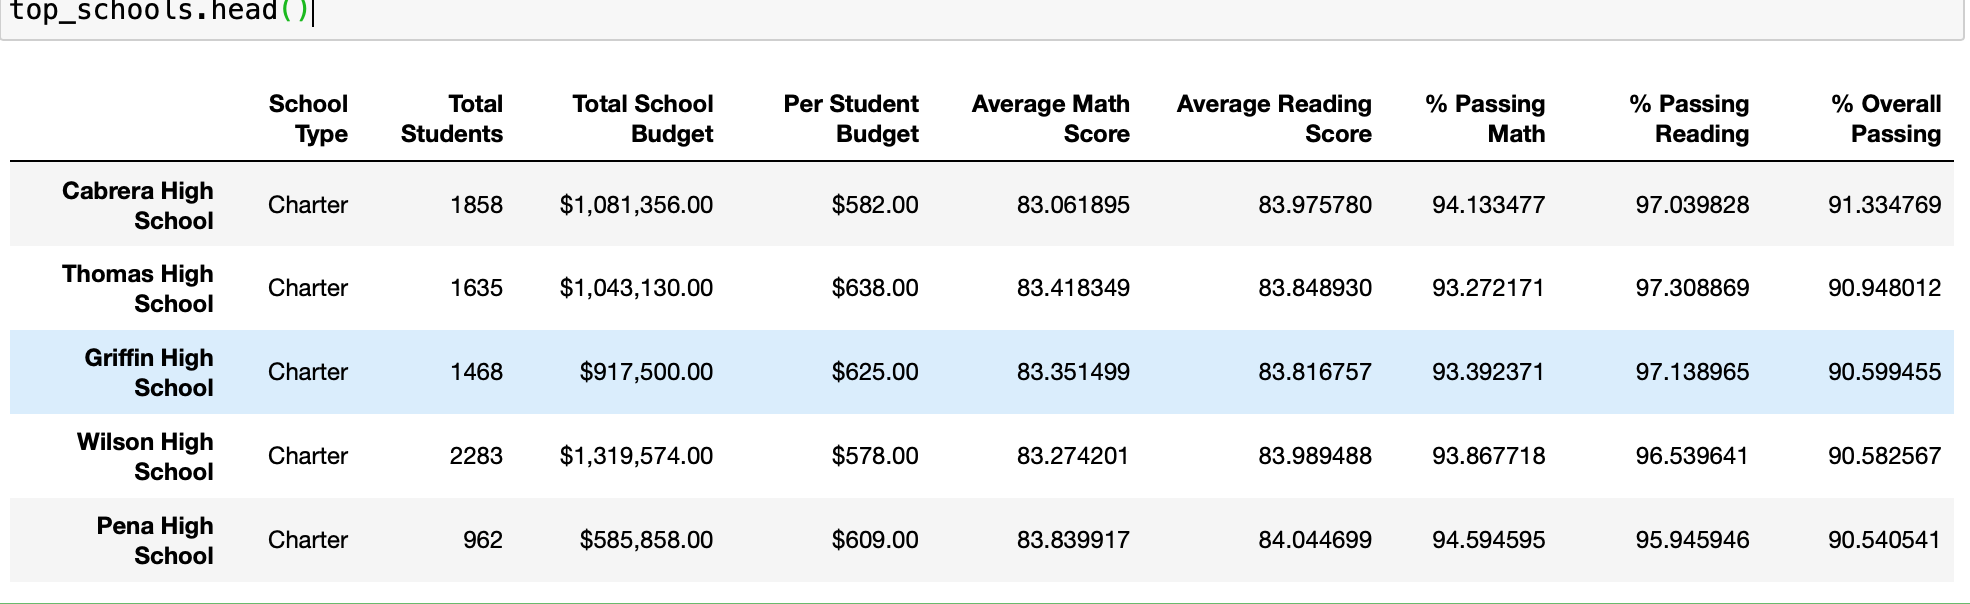 top_schools.head()
School Type Total Students Total School Budget Per Student Budget Average Math Score Average Reading Score % Passing Math % Passing Reading % Overall Passing
Cabrera High School Charter 1858 $1,081,356.00 $582.00 83.061895 83.975780 94.133477 97.039828 91.334769
Thomas High School Charter 1635 $1,043,130.00 $638.00 83.418349 83.848930 93.272171 97.308869 90.948012
Griffin High School Charter 1468 $917,500.00 $625.00 83.351499 83.816757 93.392371 97.138965 90.599455
Wilson High School Charter 2283 $1,319,574.00 $578.00 83.274201 83.989488 93.867718 96.539641 90.582567
Pena High School Charter 962 $585,858.00 $609.00 83.839917 84.044699 94.594595 95.945946 90.540541